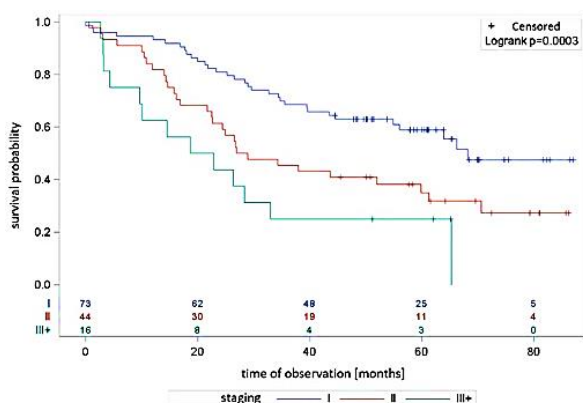 + Censored
Logrank p=0.0003
survival probability
1.0
0.8
0.6
0.4
0.2
0.0
I 73 62 48 25 5
II 44 30 19 11 4
III+ 16 8 4 3 0
0 20 40 60 80
time of observation [months]
staging I II III+